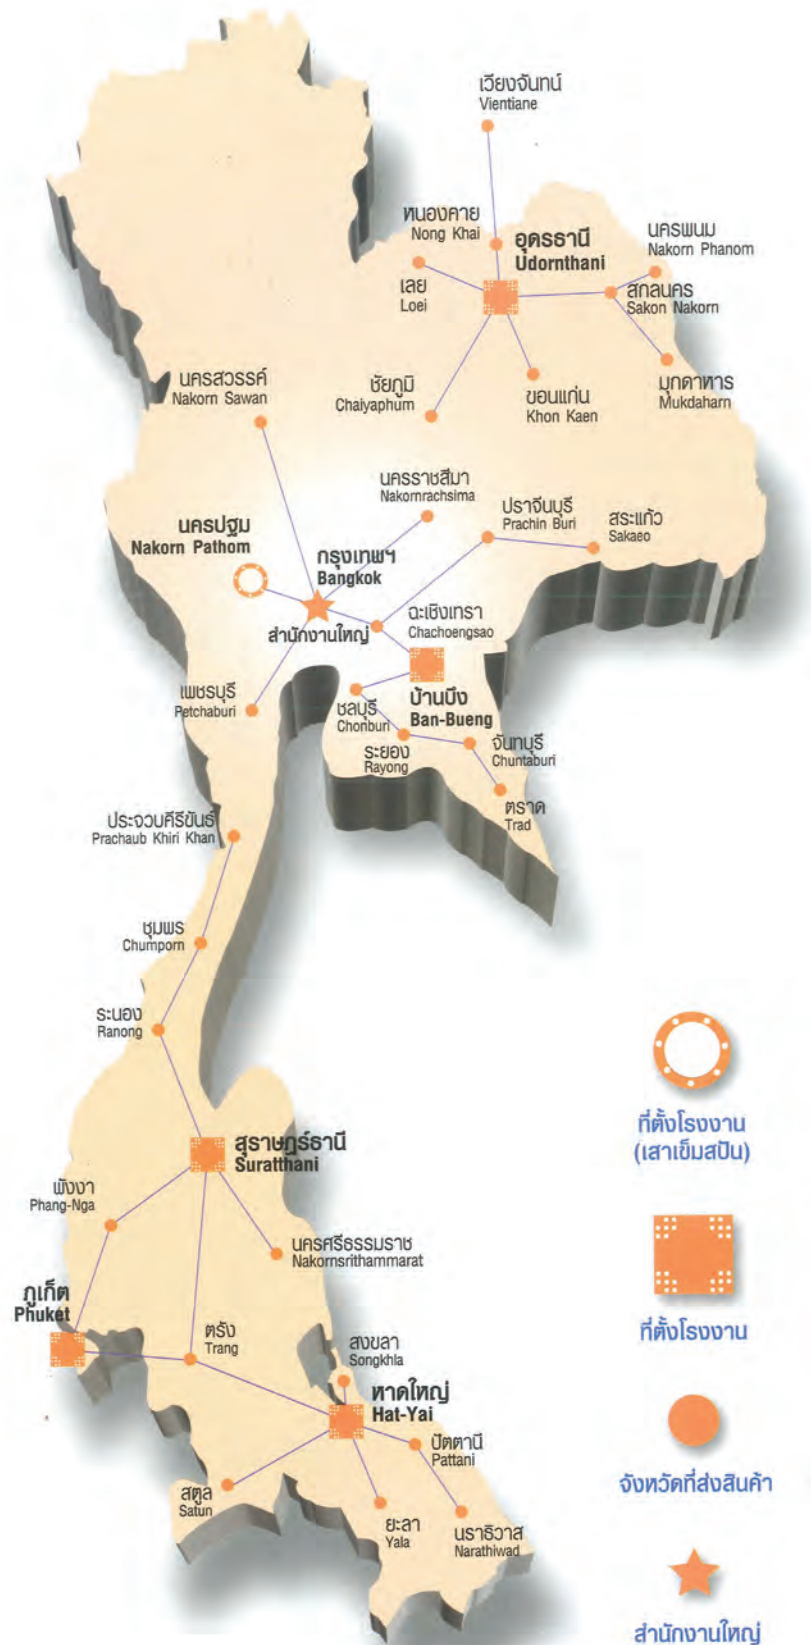 เวียงจันทน์
Vientiane
หนองคาย
Nong Khai
อุดรธานี
Udornthani
นครพนม
Nakorn Phanom
เลย
Loei
สกลนคร
Sakon Nakorn
นครสวรรค์
Nakorn Sawan
ชัยภูมิ
Chaiyaphum
ขอนแก่น
Khon Kaen
มุกดาหาร
Mukdaharn
นครราชสีมา
Nakornrachsima
ปราจีนบุรี
Prachin Buri
สระแก้ว
Sakaeo
นครปฐม
Nakorn Pathom
กรุงเทพฯ
Bangkok
สำนักงานใหญ่
ฉะเชิงเทรา
Chachoengsao
เพชรบุรี
Petchaburi
ชลบุรี
Chonburi
บ้านบึง
Ban-Bueng
ระยอง
Rayong
จันทบุรี
Chuntaburi
ตราด
Trad
ประจวบคีรีขันธ์
Prachaub Khiri Khan
ชุมพร
Chumporn
ระนอง
Ranong
สุราษฎร์ธานี
Suratthani
พังงา
Phang-Nga
นครศรีธรรมราช
Nakornsrithammarat
ภูเก็ต
Phuket
ตรัง
Trang
สงขลา
Songkhla
หาดใหญ่
Hat-Yai
ปัตตานี
Pattani
สตูล
Satun
ยะลา
Yala
นราธิวาส
Narathiwad
ที่ตั้งโรงงาน
(เสาเข็มสปัน)
ที่ตั้งโรงงาน
จังหวัดที่ส่งสินค้า
สำนักงานใหญ่